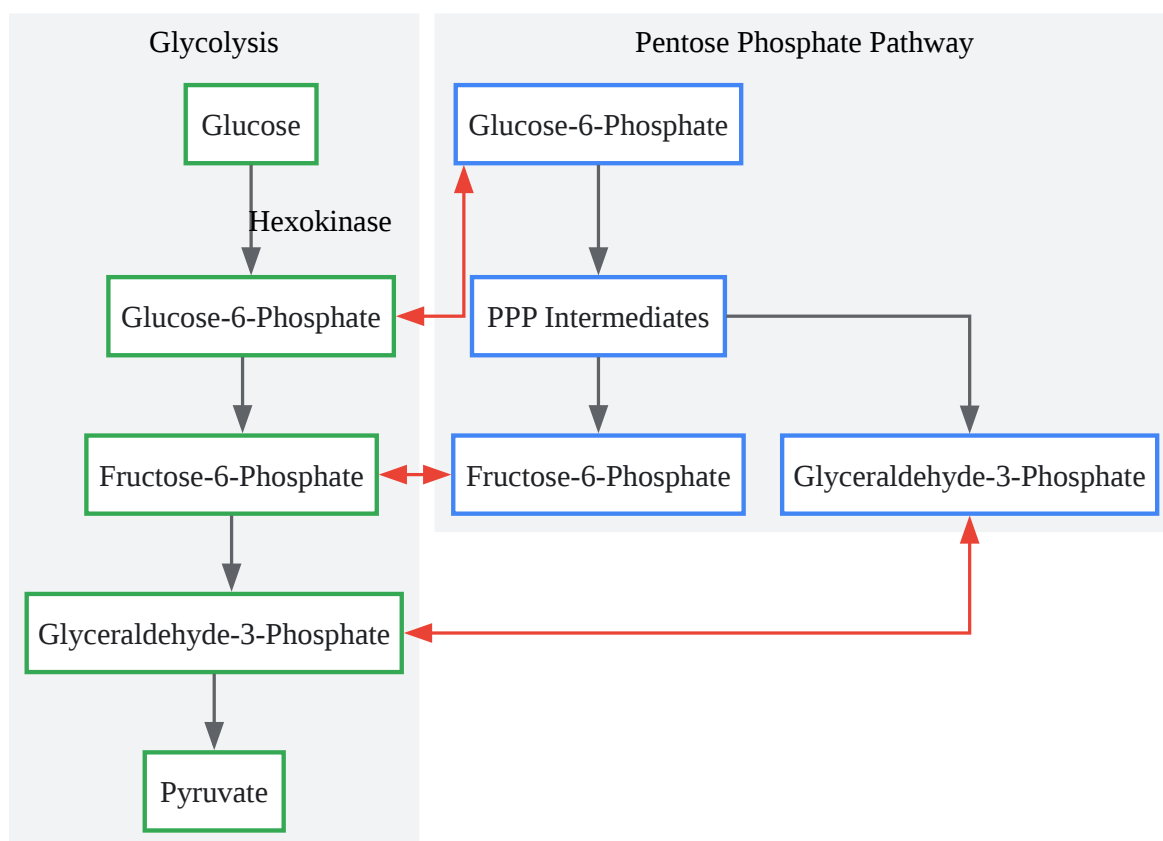 Glycolysis
Pentose Phosphate Pathway
Glucose
Glucose-6-Phosphate
Hexokinase
Glucose-6-Phosphate
PPP Intermediates
Fructose-6-Phosphate
Fructose-6-Phosphate
Glyceraldehyde-3-Phosphate
Glyceraldehyde-3-Phosphate
Pyruvate